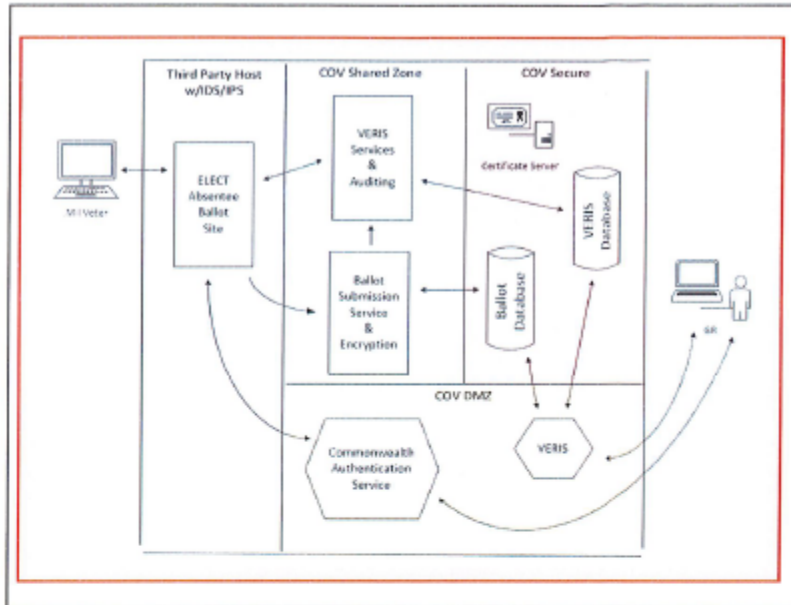 Third Party Host
w/IDS/IPS
COV Shared Zone
COV Secure
VERIS
Services
&
Auditing
Certificate Server
ELECT
Absentee
Ballot
Site
VERIS
Database
Ballot
Submission
Service
&
Encryption
Ballot
Database
COV DMZ
Commonwealth
Authentication
Service
VERIS